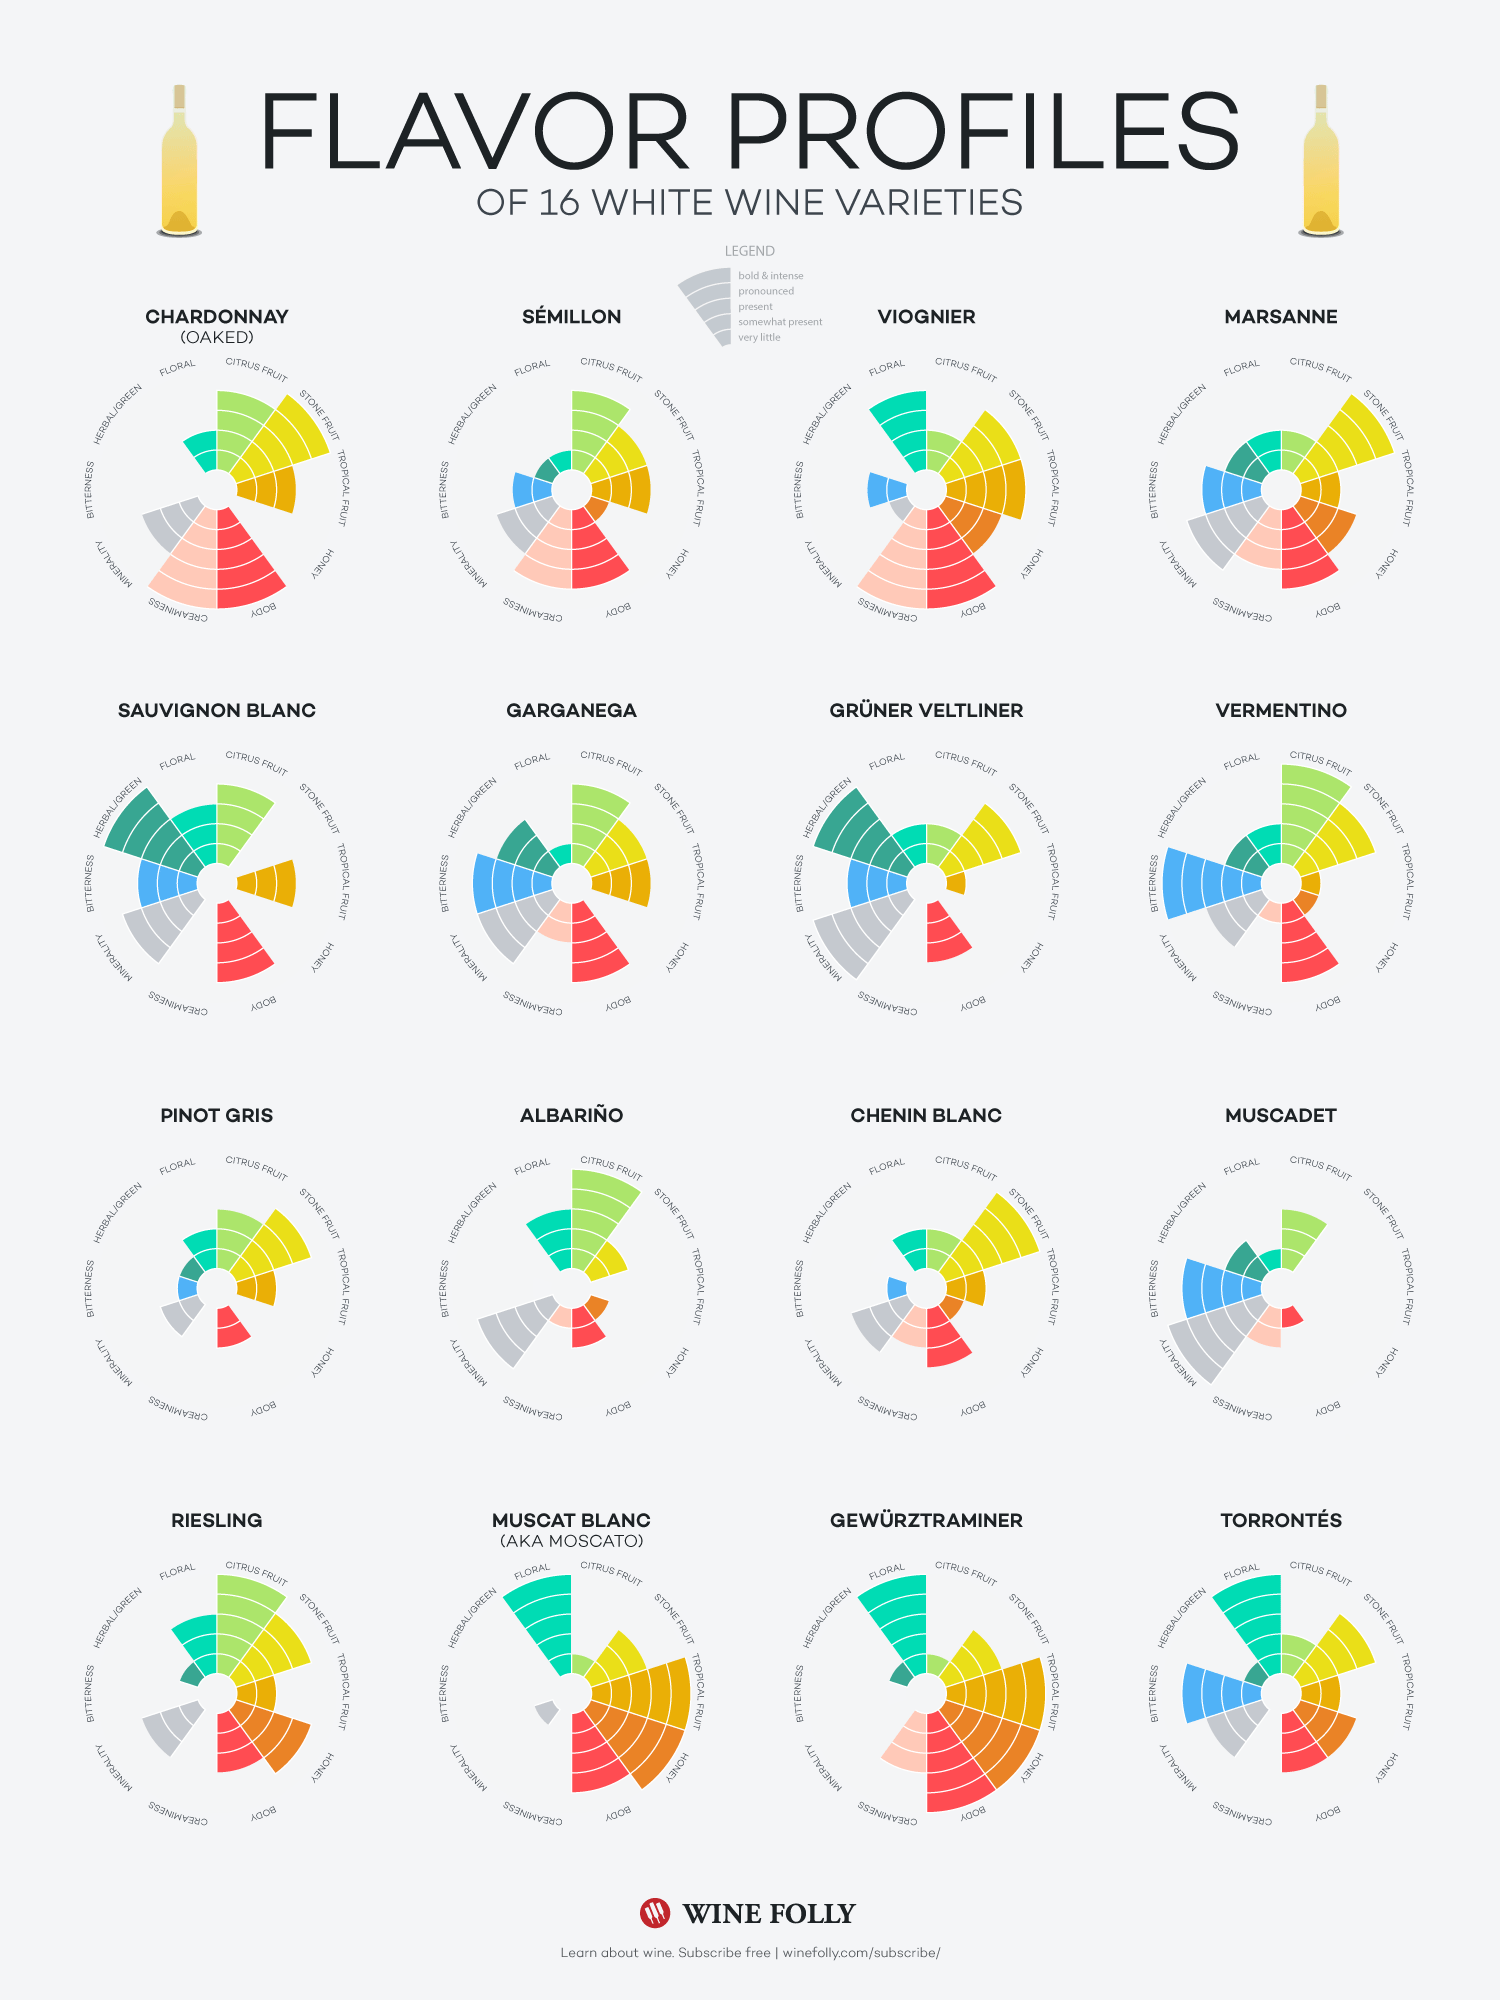 FLAVOR PROFILES
OF 16 WHITE WINE VARIETIES
LEGEND
bold & intense
pronounced
present
somewhat present
very little
CHARDONNAY
(OAKED)
FLORAL
CITRUS FRUIT
STONE FRUIT
TROPICAL FRUIT
HONEY
BODY
CREAMINESS
MINERALITY
BITTERNESS
HERBAL/GREEN
SÉMILLON
FLORAL
CITRUS FRUIT
STONE FRUIT
TROPICAL FRUIT
HONEY
BODY
CREAMINESS
MINERALITY
BITTERNESS
HERBAL/GREEN
VIOGNIER
FLORAL
CITRUS FRUIT
STONE FRUIT
TROPICAL FRUIT
HONEY
BODY
CREAMINESS
MINERALITY
BITTERNESS
HERBAL/GREEN
MARSANNE
FLORAL
CITRUS FRUIT
STONE FRUIT
TROPICAL FRUIT
HONEY
BODY
CREAMINESS
MINERALITY
BITTERNESS
HERBAL/GREEN
SAUVIGNON BLANC
FLORAL
CITRUS FRUIT
STONE FRUIT
TROPICAL FRUIT
HONEY
BODY
CREAMINESS
MINERALITY
BITTERNESS
HERBAL/GREEN
GARGANEGA
FLORAL
CITRUS FRUIT
STONE FRUIT
TROPICAL FRUIT
HONEY
BODY
CREAMINESS
MINERALITY
BITTERNESS
HERBAL/GREEN
GRÜNER VELTLINER
FLORAL
CITRUS FRUIT
STONE FRUIT
TROPICAL FRUIT
HONEY
BODY
CREAMINESS
MINERALITY
BITTERNESS
HERBAL/GREEN
VERMENTINO
FLORAL
CITRUS FRUIT
STONE FRUIT
TROPICAL FRUIT
HONEY
BODY
CREAMINESS
MINERALITY
BITTERNESS
HERBAL/GREEN
PINOT GRIS
FLORAL
CITRUS FRUIT
STONE FRUIT
TROPICAL FRUIT
HONEY
BODY
CREAMINESS
MINERALITY
BITTERNESS
HERBAL/GREEN
ALBARIÑO
FLORAL
CITRUS FRUIT
STONE FRUIT
TROPICAL FRUIT
HONEY
BODY
CREAMINESS
MINERALITY
BITTERNESS
HERBAL/GREEN
CHENIN BLANC
FLORAL
CITRUS FRUIT
STONE FRUIT
TROPICAL FRUIT
HONEY
BODY
CREAMINESS
MINERALITY
BITTERNESS
HERBAL/GREEN
MUSCADET
FLORAL
CITRUS FRUIT
STONE FRUIT
TROPICAL FRUIT
HONEY
BODY
CREAMINESS
MINERALITY
BITTERNESS
HERBAL/GREEN
RIESLING
FLORAL
CITRUS FRUIT
STONE FRUIT
TROPICAL FRUIT
HONEY
BODY
CREAMINESS
MINERALITY
BITTERNESS
HERBAL/GREEN
MUSCAT BLANC
(AKA MOSCATO)
FLORAL
CITRUS FRUIT
STONE FRUIT
TROPICAL FRUIT
HONEY
BODY
CREAMINESS
MINERALITY
BITTERNESS
HERBAL/GREEN
GEWÜRZTRAMINER
FLORAL
CITRUS FRUIT
STONE FRUIT
TROPICAL FRUIT
HONEY
BODY
CREAMINESS
MINERALITY
BITTERNESS
HERBAL/GREEN
TORRONTÉS
FLORAL
CITRUS FRUIT
STONE FRUIT
TROPICAL FRUIT
HONEY
BODY
CREAMINESS
MINERALITY
BITTERNESS
HERBAL/GREEN
WINE FOLLY
Learn about wine. Subscribe free | winefolly.com/subscribe/